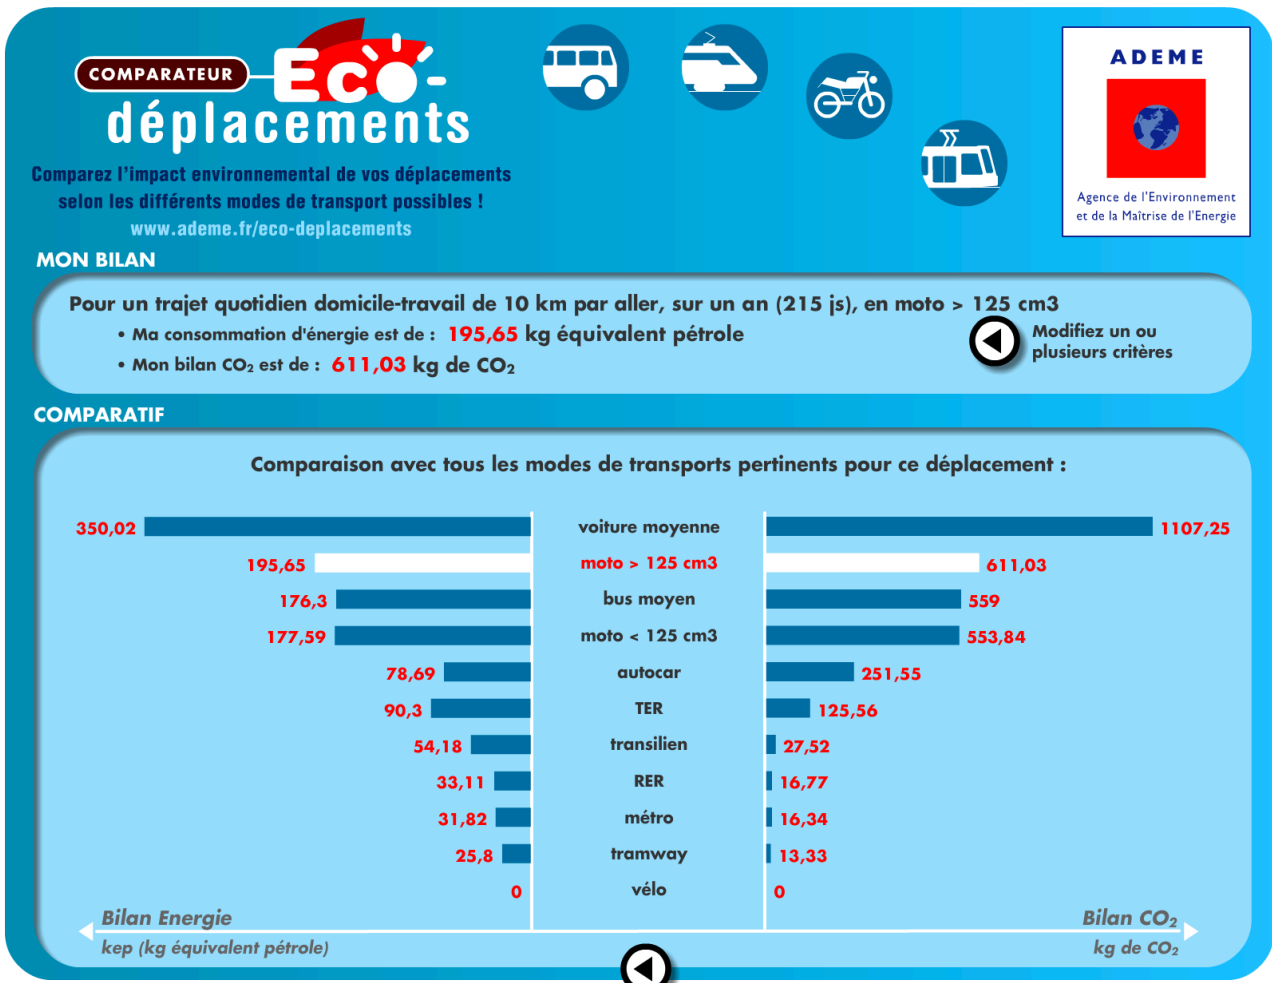 COMPARATEUR
Eco
déplacements
Comparez l'impact environnemental de vos déplacements
selon les différents modes de transport possibles !
www.ademe.fr/eco-deplacements
ADEME
Agence de l'Environnement
et de la Maîtrise de l'Energie
MON BILAN
Pour un trajet quotidien domicile-travail de 10 km par aller, sur un an (215 js), en moto > 125 cm3
• Ma consommation d'énergie est de : 195,65 kg équivalent pétrole
• Mon bilan CO₂ est de : 611,03 kg de CO₂
Modifiez un ou
plusieurs critères
COMPARATIF
Comparaison avec tous les modes de transports pertinents pour ce déplacement :
350,02 voiture moyenne 1107,25
195,65 moto > 125 cm3 611,03
176,3 bus moyen 559
177,59 moto < 125 cm3 553,84
78,69 autocar 251,55
90,3 TER 125,56
54,18 transilien 27,52
33,11 RER 16,77
31,82 métro 16,34
25,8 tramway 13,33
0 vélo 0
Bilan Energie Bilan CO₂
kep (kg équivalent pétrole) kg de CO₂